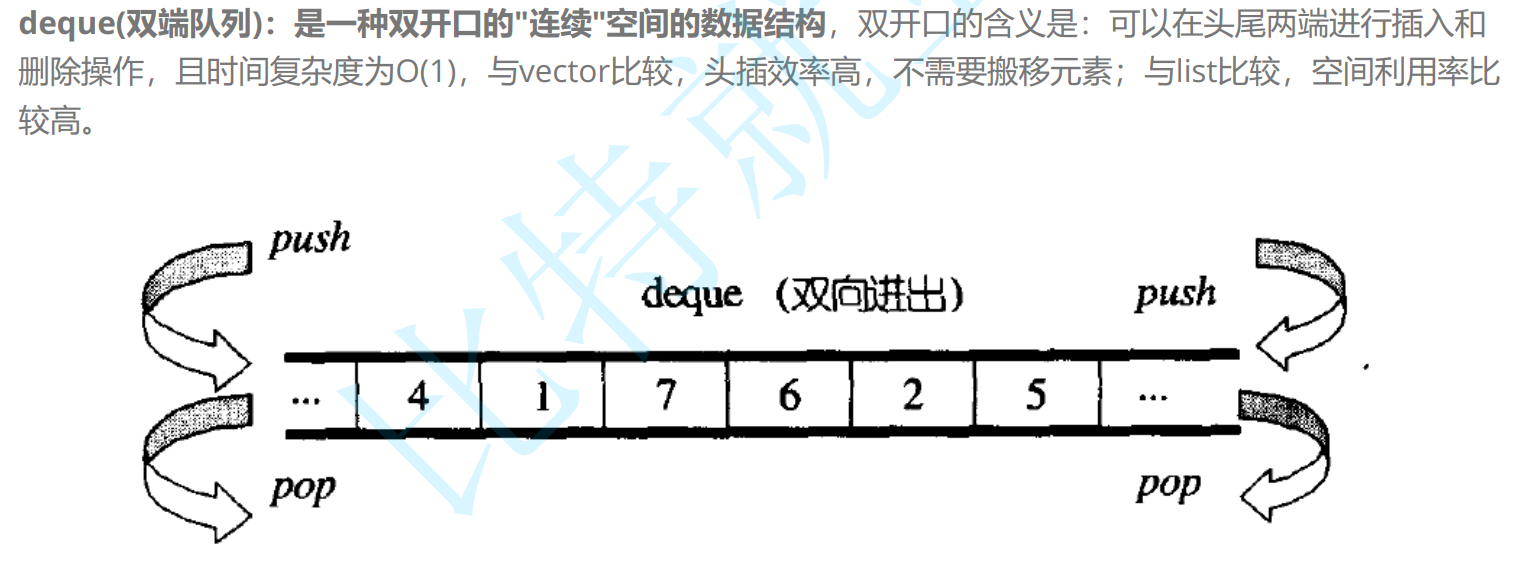 deque(双端队列)：是一种双开口的"连续"空间的数据结构，双开口的含义是：可以在头尾两端进行插入和
删除操作，且时间复杂度为O(1)，与vector比较，头插效率高，不需要搬移元素；与list比较，空间利用率比
较高。
push
deque （双向进出）
push
... 4 1 7 6 2 5 ...
pop
pop
比特就